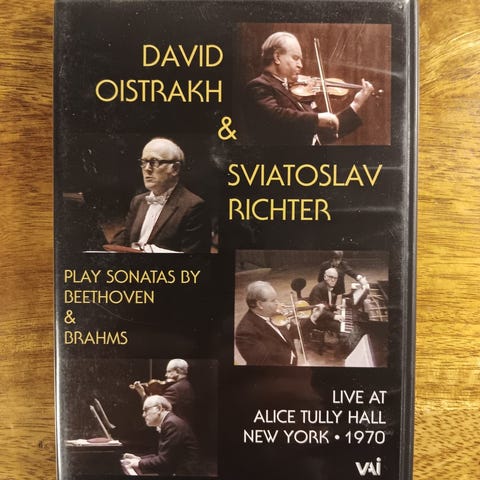 DAVID
OISTRAKH
&
SVIATOSLAV
RICHTER
PLAY SONATAS BY
BEETHOVEN
&
BRAHMS
LIVE AT
ALICE TULLY HALL
NEW YORK • 1970
VAI